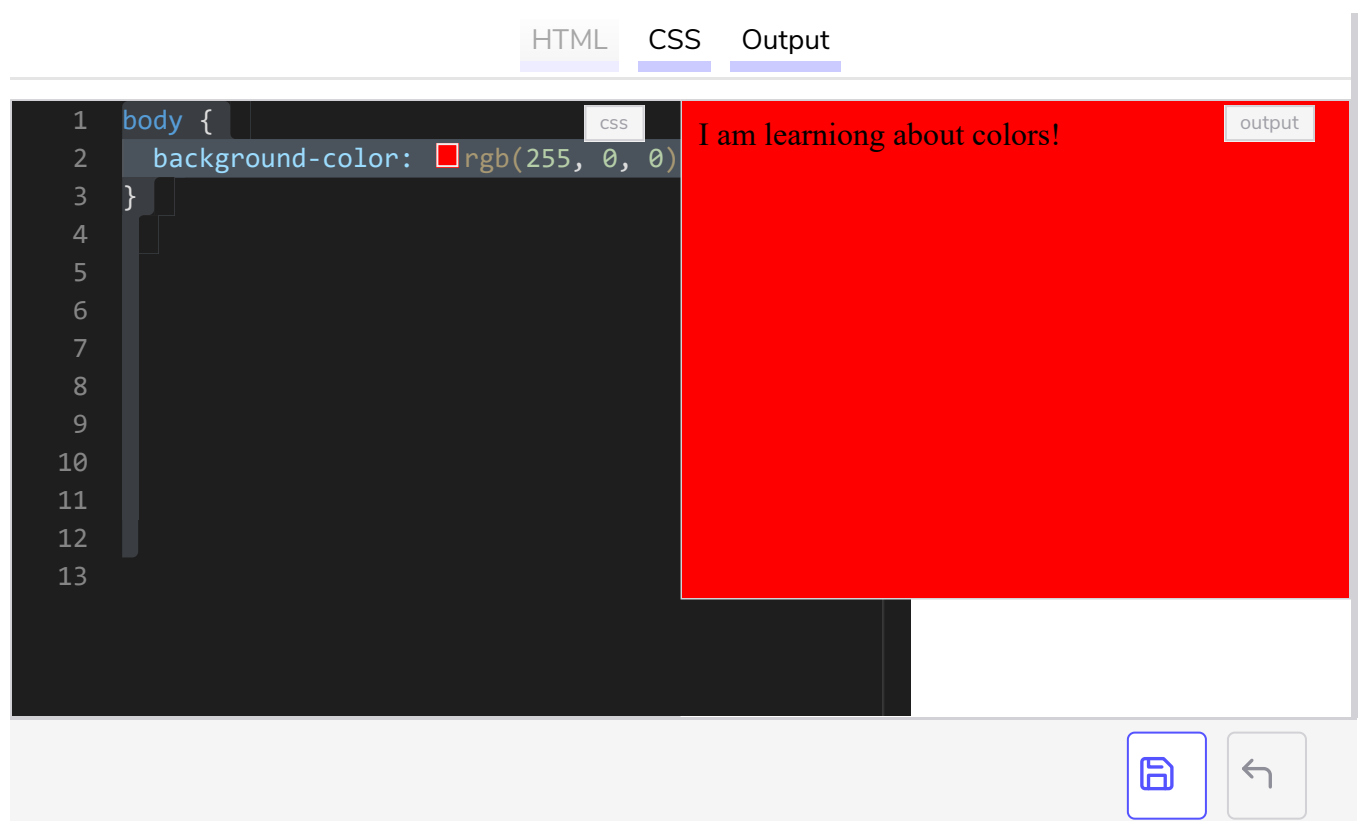 HTML CSS Output
1 body {
css
2 background-color: rgb(255, 0, 0)
3 }
4
5
6
7
8
9
10
11
12
13
I am learniong about colors!
output